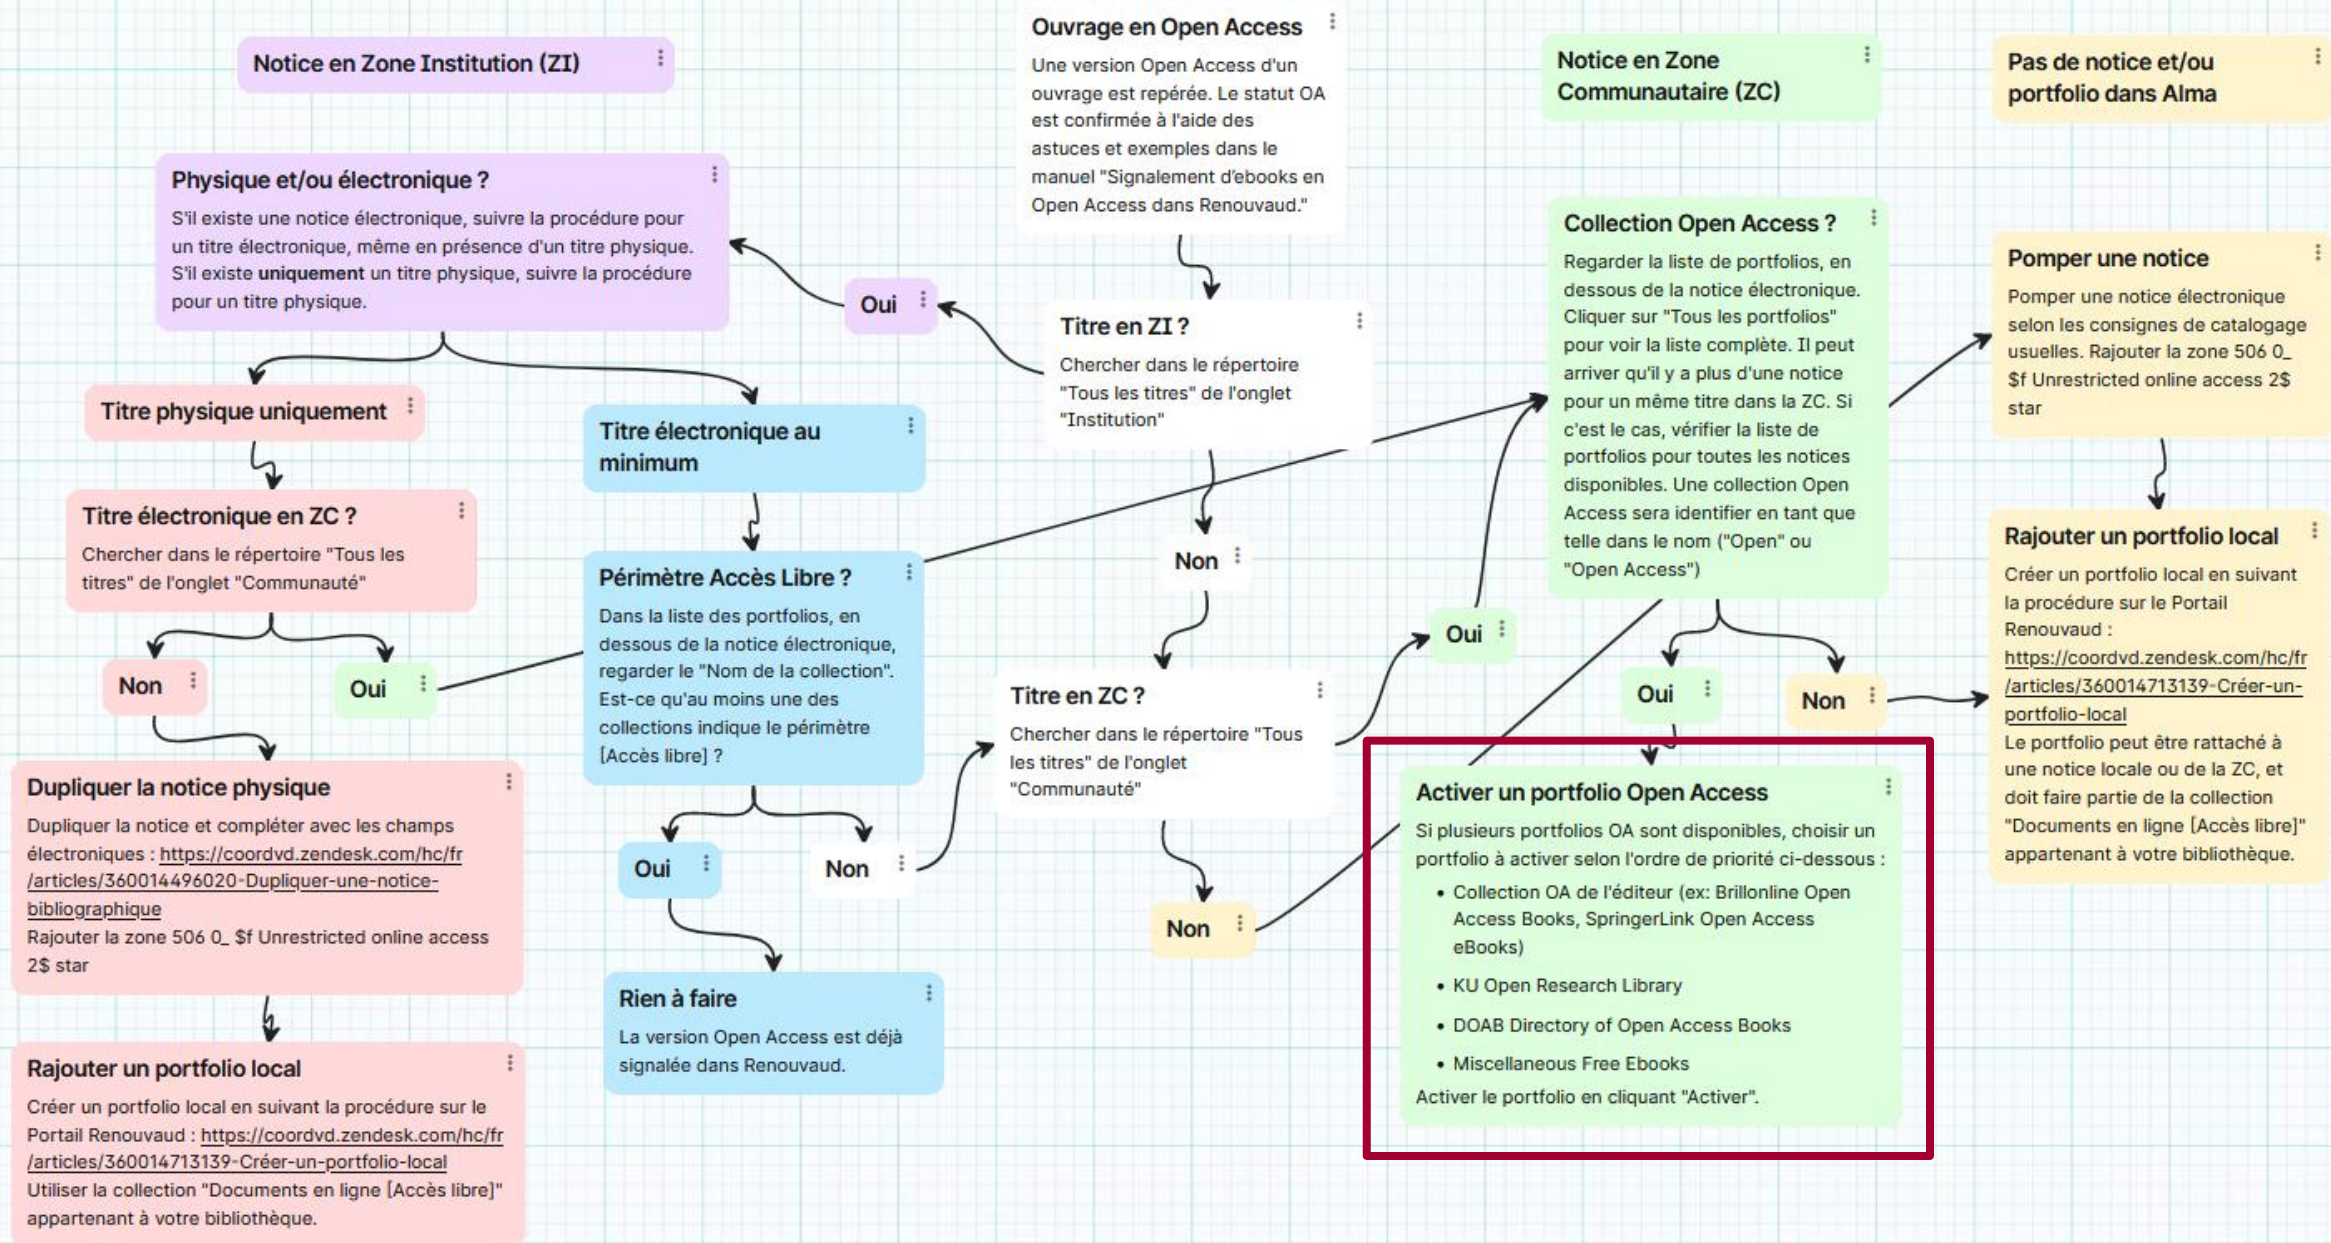 Notice en Zone Institution (ZI)
Physique et/ou électronique ?
S'il existe une notice électronique, suivre la procédure pour
un titre électronique, même en présence d'un titre physique.
S'il existe uniquement un titre physique, suivre la procédure
pour un titre physique.
Oui
Titre physique uniquement
Titre électronique en ZC ?
Chercher dans le répertoire "Tous les
titres" de l'onglet "Communauté"
Non
Oui
Dupliquer la notice physique
Dupliquer la notice et compléter avec les champs
électroniques : https://coordvd.zendesk.com/hc/fr
/articles/360014496020-Dupliquer-une-notice-
bibliographique
Rajouter la zone 506 0_ $f Unrestricted online access
2$ star
Rajouter un portfolio local
Créer un portfolio local en suivant la procédure sur le
Portail Renouvaud : https://coordvd.zendesk.com/hc/fr
/articles/360014713139-Créer-un-portfolio-local
Utiliser la collection "Documents en ligne [Accès libre]"
appartenant à votre bibliothèque.
Titre électronique au
minimum
Périmètre Accès Libre ?
Dans la liste des portfolios, en
dessous de la notice électronique,
regarder le "Nom de la collection".
Est-ce qu'au moins une des
collections indique le périmètre
[Accès libre] ?
Oui
Non
Rien à faire
La version Open Access est déjà
signalée dans Renouvaud.
Ouvrage en Open Access
Une version Open Access d'un
ouvrage est repérée. Le statut OA
est confirmée à l'aide des
astuces et exemples dans le
manuel "Signalement d'ebooks en
Open Access dans Renouvaud."
Titre en ZI ?
Chercher dans le répertoire
"Tous les titres" de l'onglet
"Institution"
Non
Titre en ZC ?
Chercher dans le répertoire "Tous
les titres" de l'onglet
"Communauté"
Oui
Non
Notice en Zone
Communautaire (ZC)
Collection Open Access ?
Regarder la liste de portfolios, en
dessous de la notice électronique.
Cliquer sur "Tous les portfolios"
pour voir la liste complète. Il peut
arriver qu'il y a plus d'une notice
pour un même titre dans la ZC. Si
c'est le cas, vérifier la liste de
portfolios pour toutes les notices
disponibles. Une collection Open
Access sera identifier en tant que
telle dans le nom ("Open" ou
"Open Access")
Oui
Non
Activer un portfolio Open Access
Si plusieurs portfolios OA sont disponibles, choisir un
portfolio à activer selon l'ordre de priorité ci-dessous :
• Collection OA de l'éditeur (ex: Brillonline Open
Access Books, SpringerLink Open Access
eBooks)
• KU Open Research Library
• DOAB Directory of Open Access Books
• Miscellaneous Free Ebooks
Activer le portfolio en cliquant "Activer".
Pas de notice et/ou
portfolio dans Alma
Pomper une notice
Pomper une notice électronique
selon les consignes de catalogage
usuelles. Rajouter la zone 506 0_
$f Unrestricted online access 2$
star
Rajouter un portfolio local
Créer un portfolio local en suivant
la procédure sur le Portail
Renouvaud :
https://coordvd.zendesk.com/hc/fr
/articles/360014713139-Créer-un-
portfolio-local
Le portfolio peut être rattaché à
une notice locale ou de la ZC, et
doit faire partie de la collection
"Documents en ligne [Accès libre]"
appartenant à votre bibliothèque.